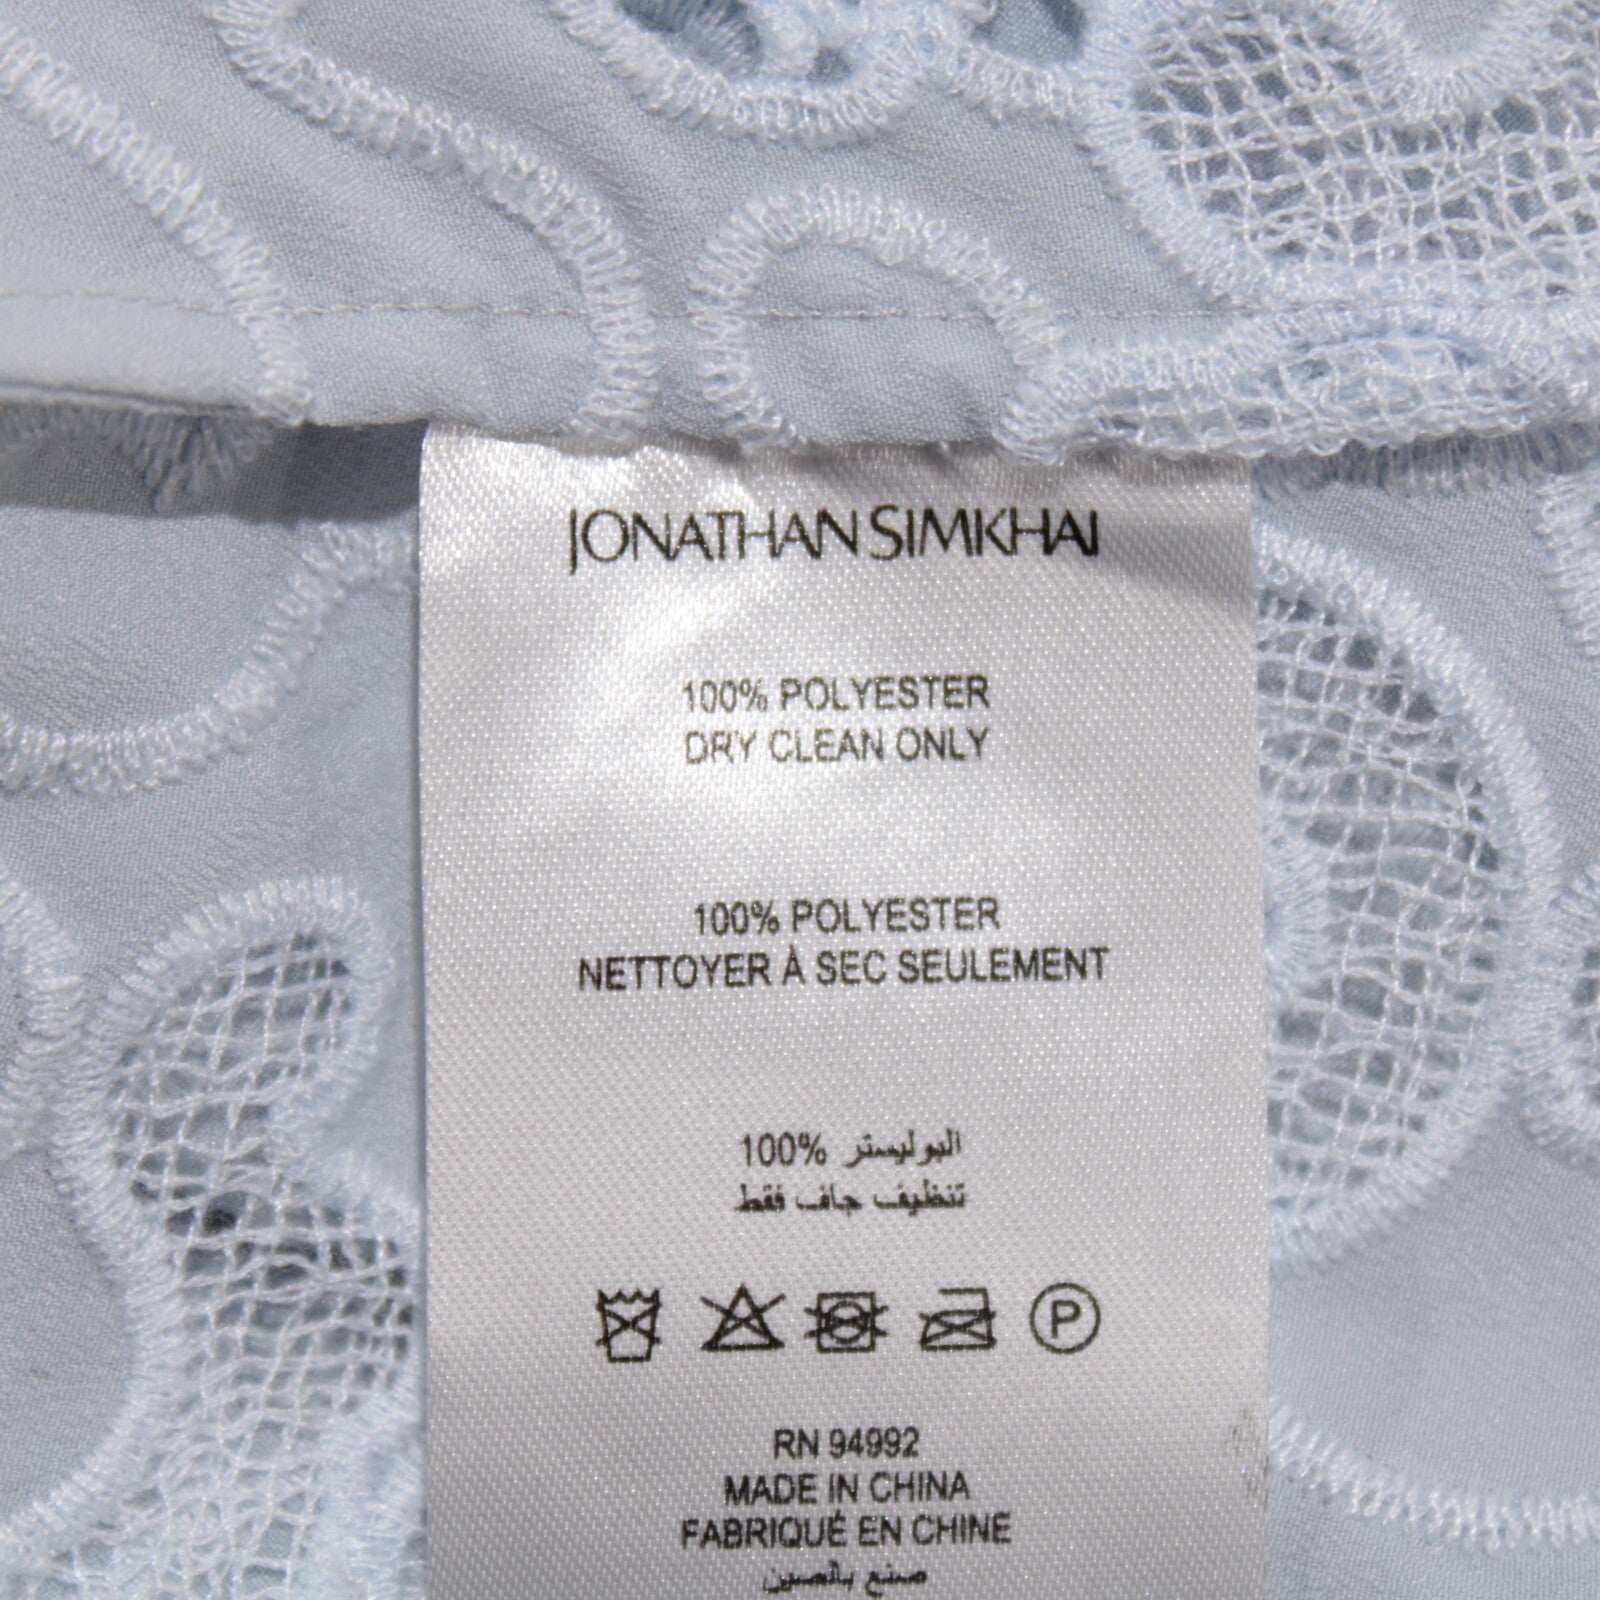 JONATHAN SIMKHAI
100% POLYESTER
DRY CLEAN ONLY
100% POLYESTER
NETTOYER À SEC SEULEMENT
البوليستر %100
تنظيف جاف فقط
P
RN 94992
MADE IN CHINA
FABRIQUÉ EN CHINE
صنع بالصين